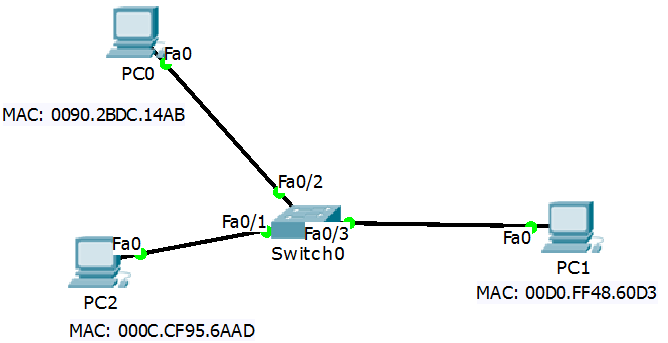 Fa0
PC0
MAC: 0090.2BDC.14AB
Fa0/2
Fa0/1
Fa0/3
Switch0
Fa0
PC1
MAC: 00D0.FF48.60D3
Fa0
PC2
MAC: 000C.CF95.6AAD